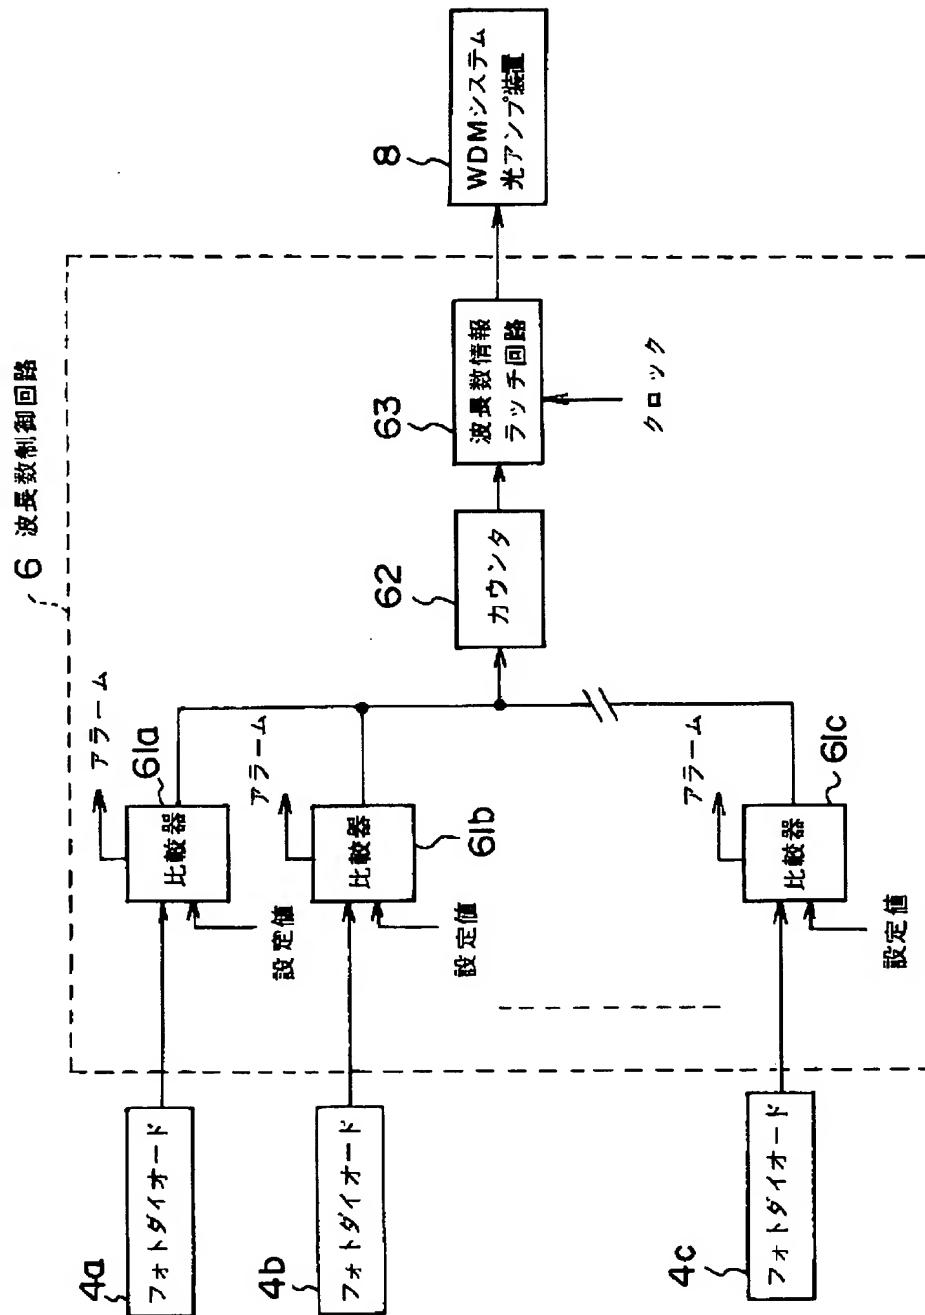 6 波長数制御回路
4a
フォトダイオード
アラーム
61a
比較器
設定値
4b
フォトダイオード
アラーム
61b
比較器
設定値
4c
フォトダイオード
アラーム
61c
比較器
設定値
62
カウンタ
63
波長数情報
ラッチ回路
クロック
8
WDMシステム
光アンプ装置